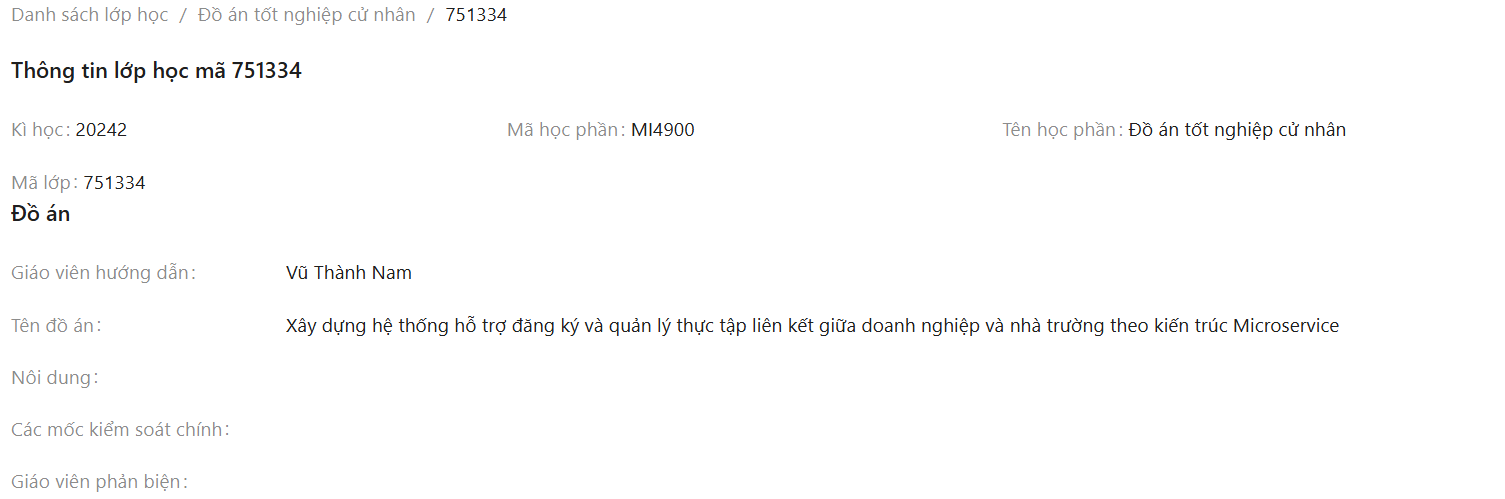 Danh sách lớp học / Đồ án tốt nghiệp cử nhân / 751334
Thông tin lớp học mã 751334
Kì học: 20242 Mã học phần: MI4900 Tên học phần: Đồ án tốt nghiệp cử nhân
Mã lớp: 751334
Đồ án
Giáo viên hướng dẫn: Vũ Thành Nam
Tên đồ án: Xây dựng hệ thống hỗ trợ đăng ký và quản lý thực tập liên kết giữa doanh nghiệp và nhà trường theo kiến trúc Microservice
Nôi dung:
Các mốc kiểm soát chính:
Giáo viên phản biện: